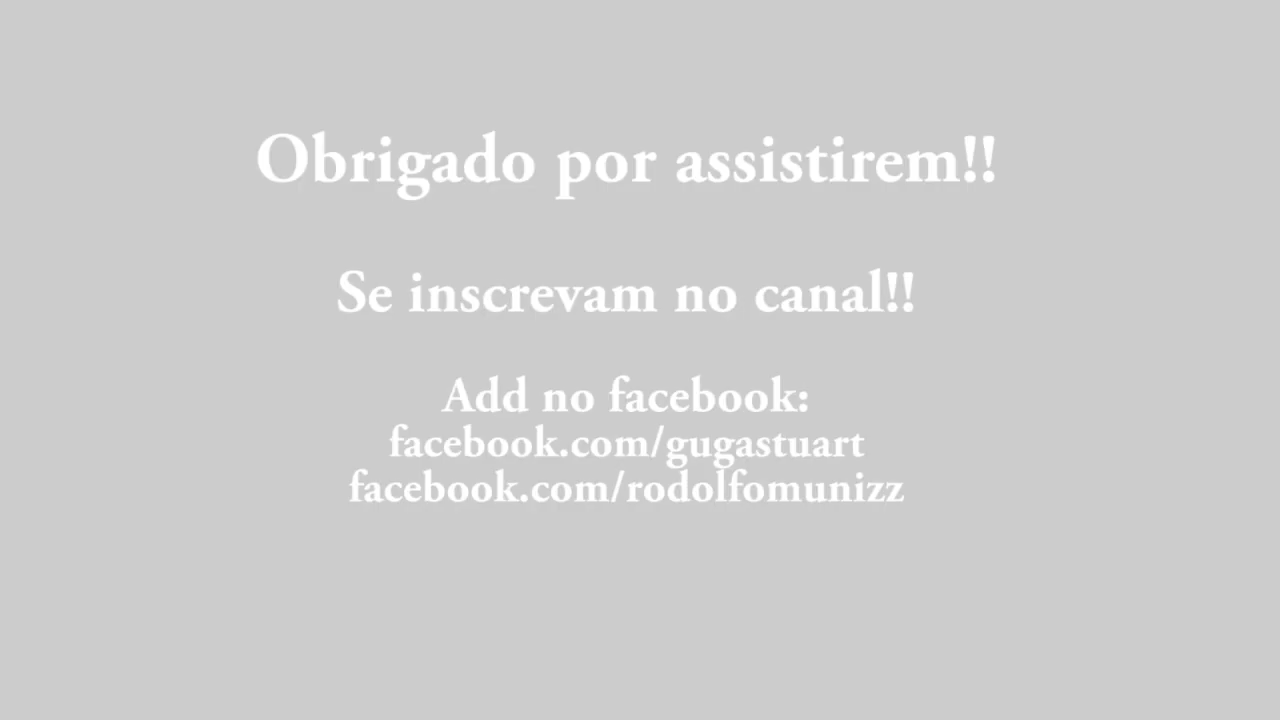 Obrigado por assistirem!!
Se inscrevam no canal!!
Add no facebook:
facebook.com/gugastuart
facebook.com/rodolfomunizz